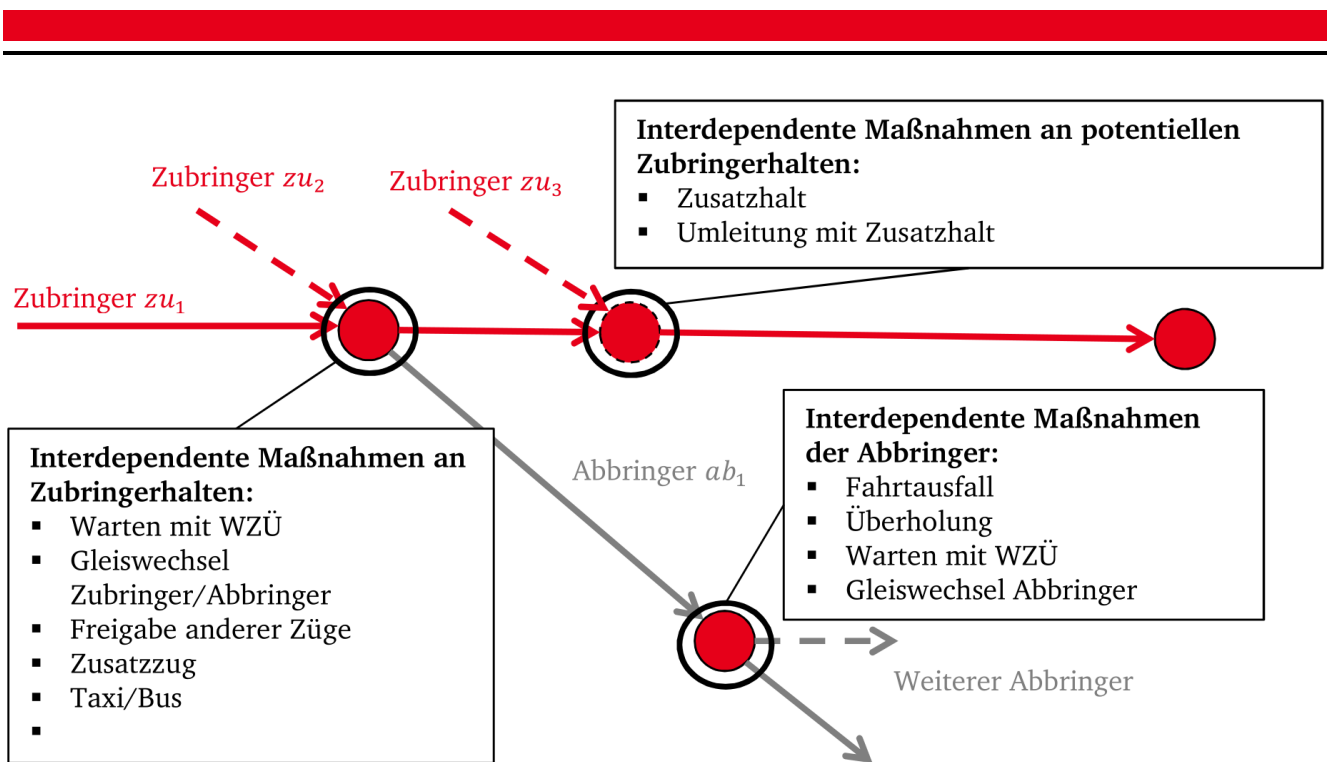 Interdependente Maßnahmen an potentiellen
Zubringerhalten:
▪ Zusatzhalt
▪ Umleitung mit Zusatzhalt
Zubringer zu₂
Zubringer zu₃
Zubringer zu₁
Interdependente Maßnahmen an
Zubringerhalten:
▪ Warten mit WZÜ
▪ Gleiswechsel
Zubringer/Abbringer
▪ Freigabe anderer Züge
▪ Zusatzzug
▪ Taxi/Bus
▪
Abbringer ab₁
Interdependente Maßnahmen
der Abbringer:
▪ Fahrtausfall
▪ Überholung
▪ Warten mit WZÜ
▪ Gleiswechsel Abbringer
Weiterer Abbringer